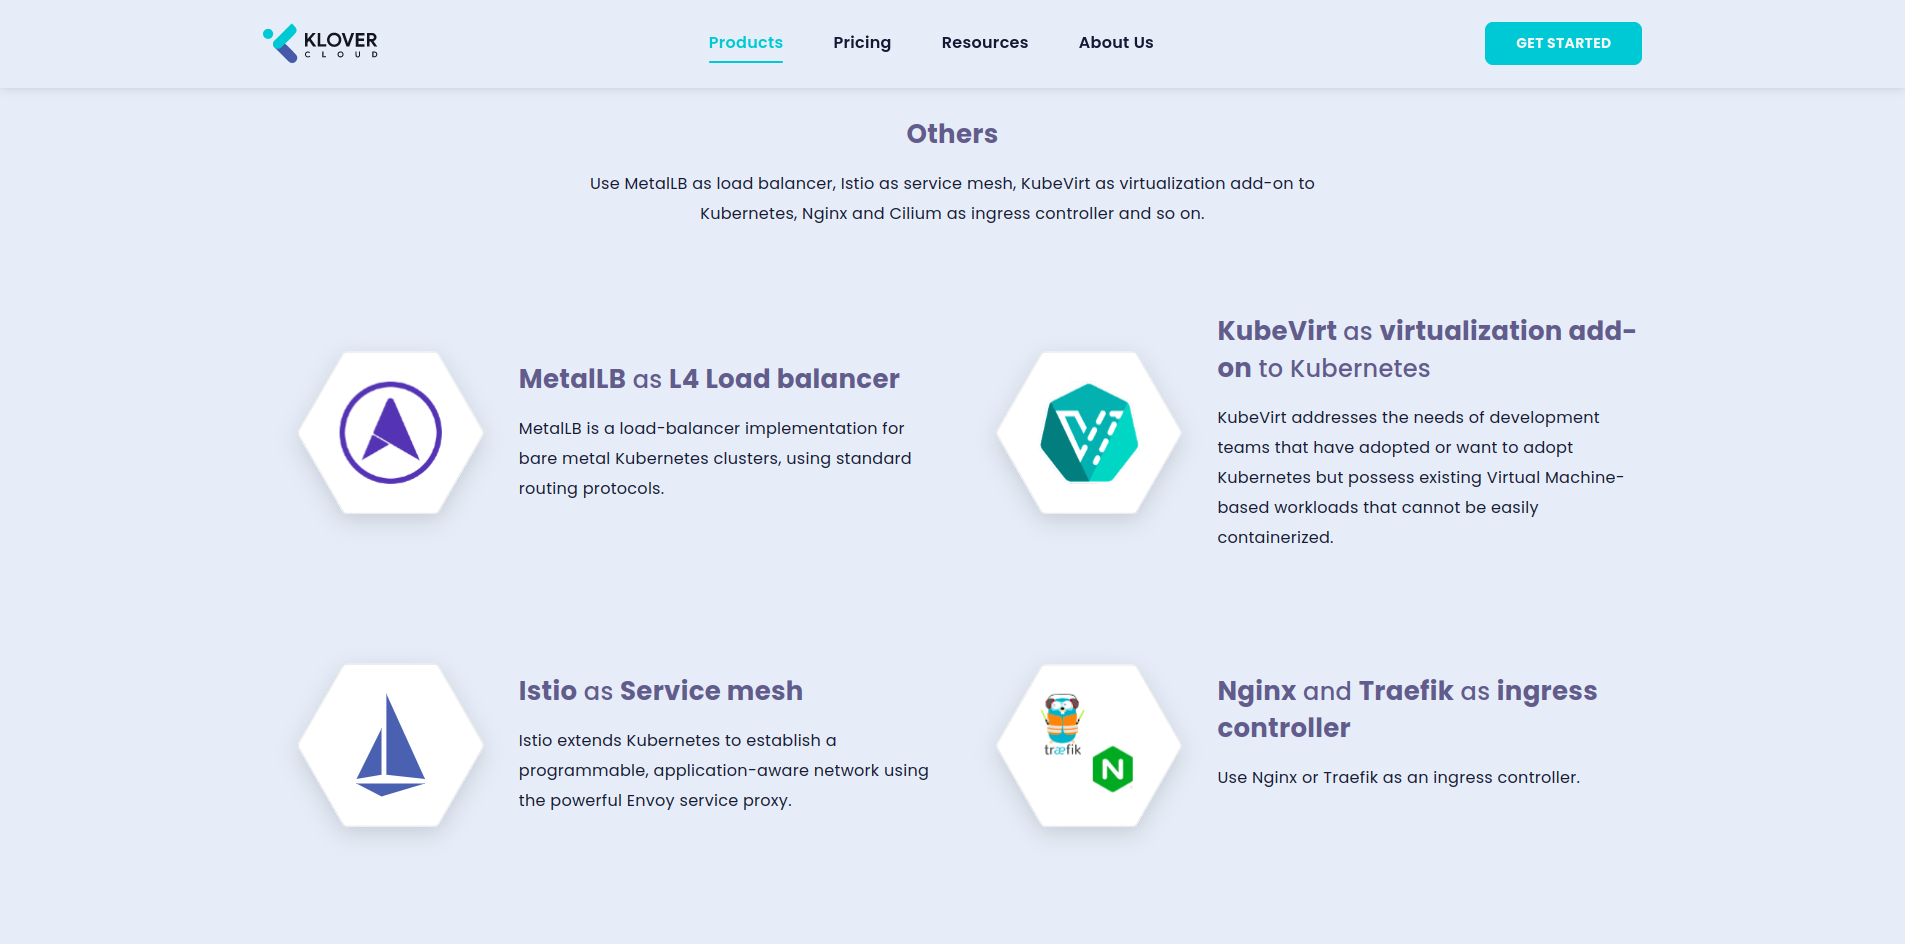 KLOVER
CLOUD
Products
Pricing
Resources
About Us
GET STARTED
Others
Use MetalLB as load balancer, Istio as service mesh, KubeVirt as virtualization add-on to
Kubernetes, Nginx and Cilium as ingress controller and so on.
MetalLB as L4 Load balancer
MetalLB is a load-balancer implementation for
bare metal Kubernetes clusters, using standard
routing protocols.
KubeVirt as virtualization add-
on to Kubernetes
KubeVirt addresses the needs of development
teams that have adopted or want to adopt
Kubernetes but possess existing Virtual Machine-
based workloads that cannot be easily
containerized.
Istio as Service mesh
Istio extends Kubernetes to establish a
programmable, application-aware network using
the powerful Envoy service proxy.
træfik
N
Nginx and Traefik as ingress
controller
Use Nginx or Traefik as an ingress controller.